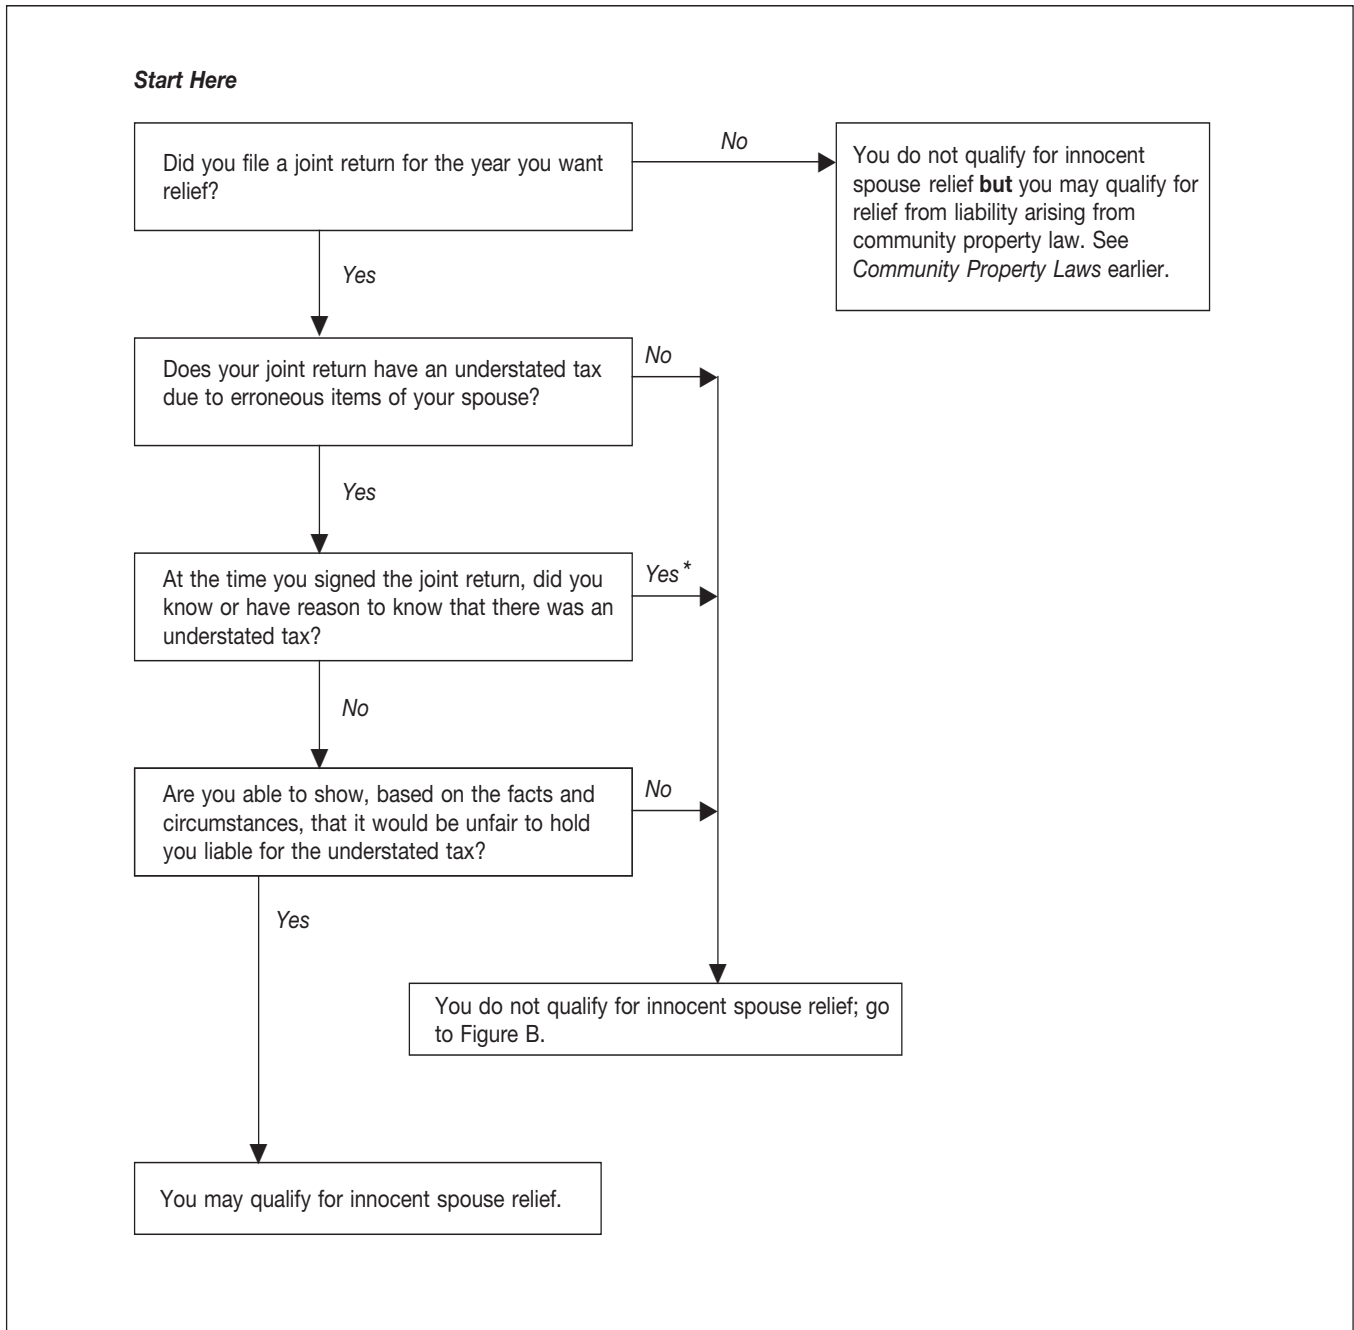 Start Here
Did you file a joint return for the year you want
relief?
No
You do not qualify for innocent
spouse relief but you may qualify for
relief from liability arising from
community property law. See
Community Property Laws earlier.
Yes
Does your joint return have an understated tax
due to erroneous items of your spouse?
No
Yes
At the time you signed the joint return, did you
know or have reason to know that there was an
understated tax?
Yes*
No
Are you able to show, based on the facts and
circumstances, that it would be unfair to hold
you liable for the understated tax?
No
Yes
You do not qualify for innocent spouse relief; go
to Figure B.
You may qualify for innocent spouse relief.